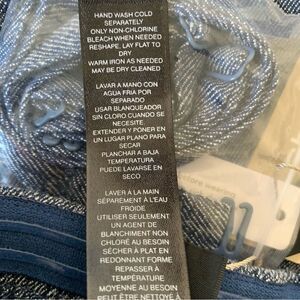 HAND WASH COLD
SEPARATELY
ONLY NON-CHLORINE
BLEACH WHEN NEEDED
RESHAPE, LAY FLAT TO
DRY
WARM IRON AS NEEDED
MAY BE DRY CLEANED
LAVAR A MANO CON
AGUA FRIA POR
SEPARADO
USAR BLANQUEADOR
SIN CLORO CUANDO SE
NECESITE
EXTENDER Y PONER EN
UN LUGAR PLANO PARA
SECAR
PLANCHAR A BAJA
TEMPERATURA
PUEDE LAVARSE EN
SECO
LAVER À LA MAIN
SÉPARÉMENT À L'EAU
FROIDE
UTILISER SEULEMENT
UN AGENT DE
BLANCHIMENT NON
CHLORÉ AU BESOIN
SÉCHER À PLAT EN
REDONNANT FORME
REPASSER À
TEMPÉRATURE
MOYENNE AU BESOIN
PEUT ÊTRE NETTOYÉ À